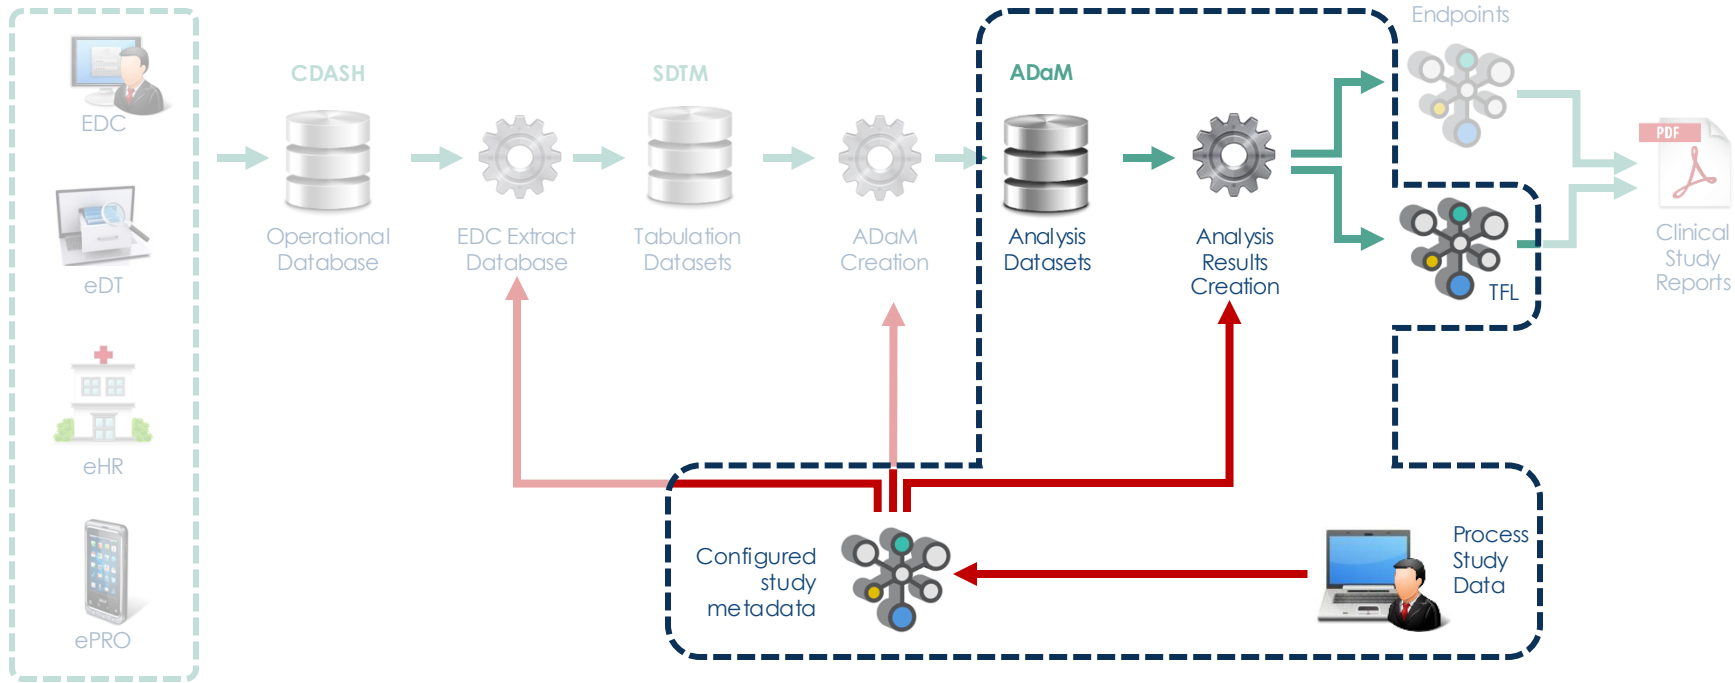 EDC
eDT
eHR
ePRO
CDASH
Operational
Database
EDC Extract
Database
SDTM
Tabulation
Datasets
ADaM
Creation
ADaM
Analysis
Datasets
Analysis
Results
Creation
Endpoints
TFL
PDF
Clinical
Study
Reports
Configured
study
metadata
Process
Study
Data